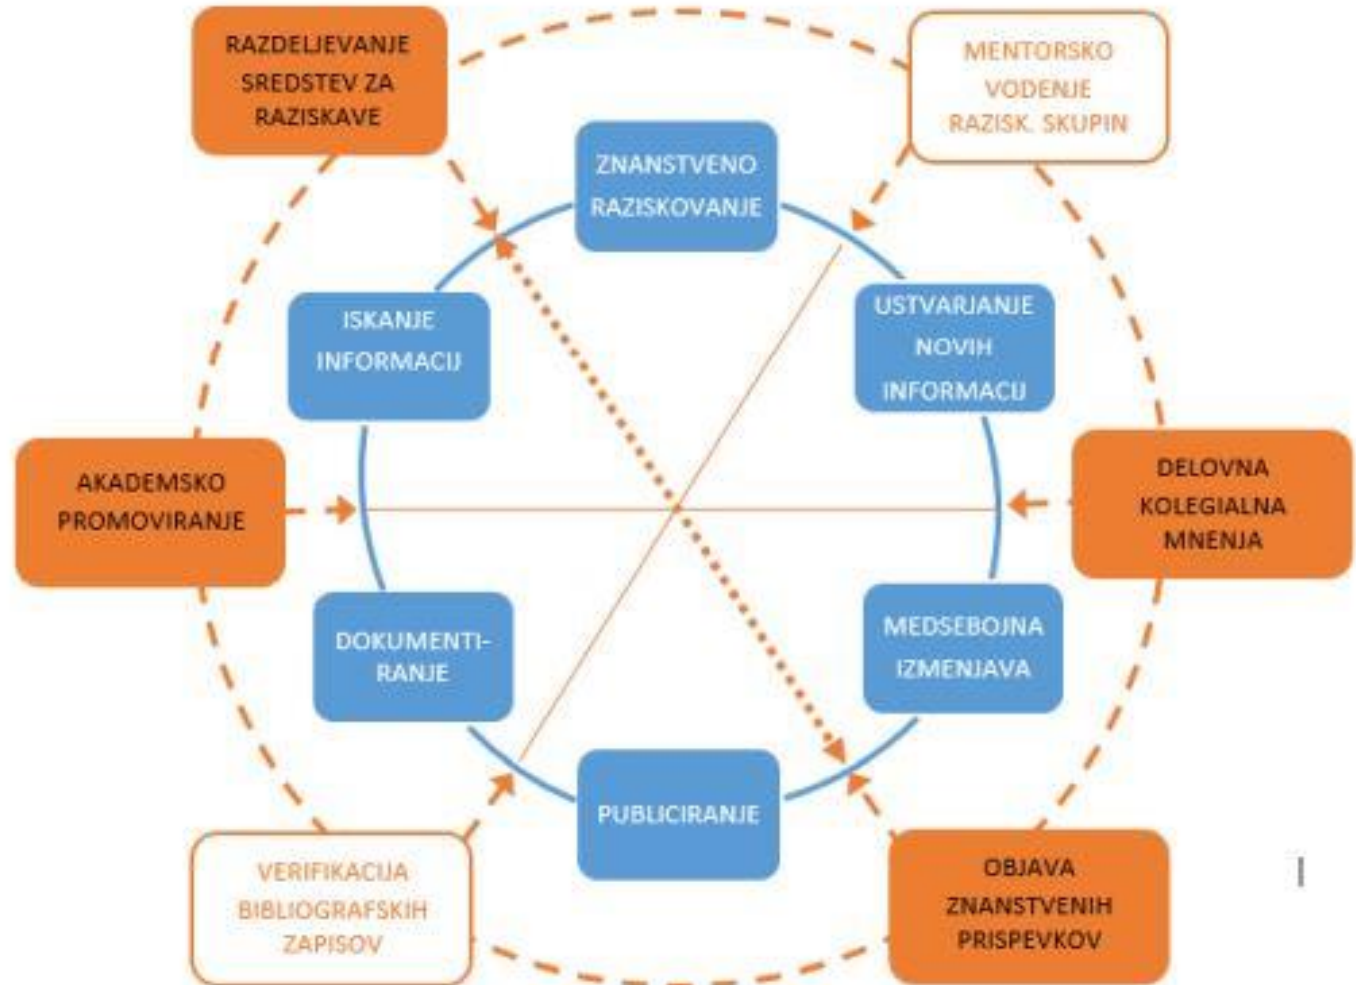 RAZDELJEVANJE
SREDSTEV ZA
RAZISKAVE
MENTORSKO
VODENJE
RAZISK. SKUPIN
ZNANSTVENO
RAZISKOVANJE
ISKANJE
INFORMACIJ
USTVARJANJE
NOVIH
INFORMACIJ
AKADEMSKO
PROMOVIRANJE
DELOVNA
KOLEGIALNA
MNENJA
DOKUMENTI-
RANJE
MEDSEBOJNA
IZMENJAVA
PUBLICIRANJE
VERIFIKACIJA
BIBLIOGRAFSKIH
ZAPISOV
OBJAVA
ZNANSTVENIH
PRISPEVKOV